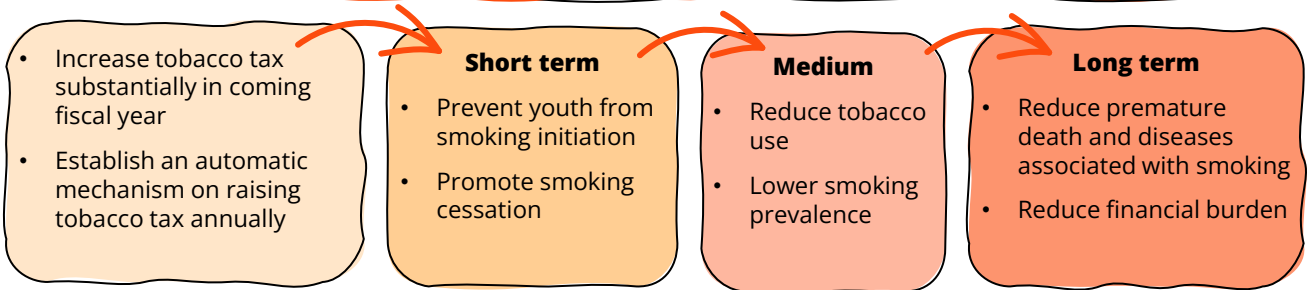 • Increase tobacco tax
substantially in coming
fiscal year
• Establish an automatic
mechanism on raising
tobacco tax annually
Short term
• Prevent youth from
smoking initiation
• Promote smoking
cessation
Medium
• Reduce tobacco
use
• Lower smoking
prevalence
Long term
• Reduce premature
death and diseases
associated with smoking
• Reduce financial burden